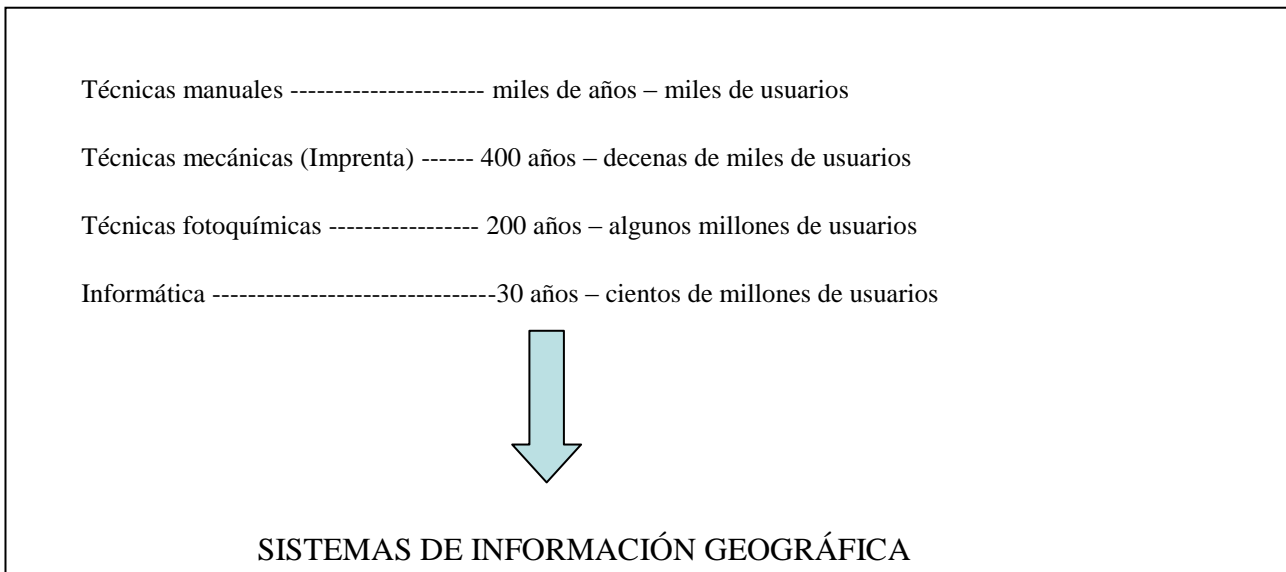 Técnicas manuales ---------------------- miles de años – miles de usuarios
Técnicas mecánicas (Imprenta) ------ 400 años – decenas de miles de usuarios
Técnicas fotoquímicas ----------------- 200 años – algunos millones de usuarios
Informática --------------------------------30 años – cientos de millones de usuarios
SISTEMAS DE INFORMACIÓN GEOGRÁFICA